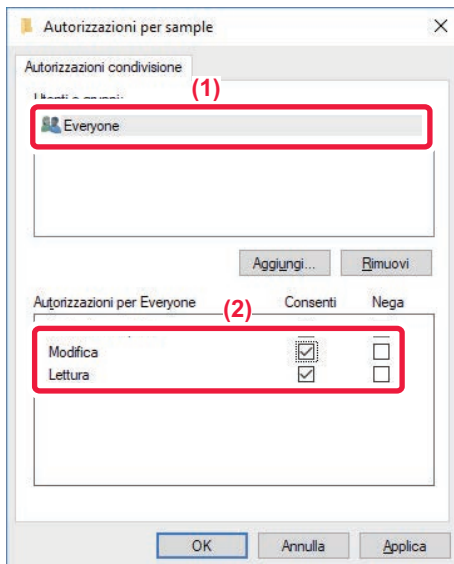 Autorizzazioni per sample
Autorizzazioni condivisione
(1)
Everyone
Aggiungi...
Rimuovi
Autorizzazioni per Everyone
(2)
Consenti
Nega
Modifica
Lettura
OK
Annulla
Applica